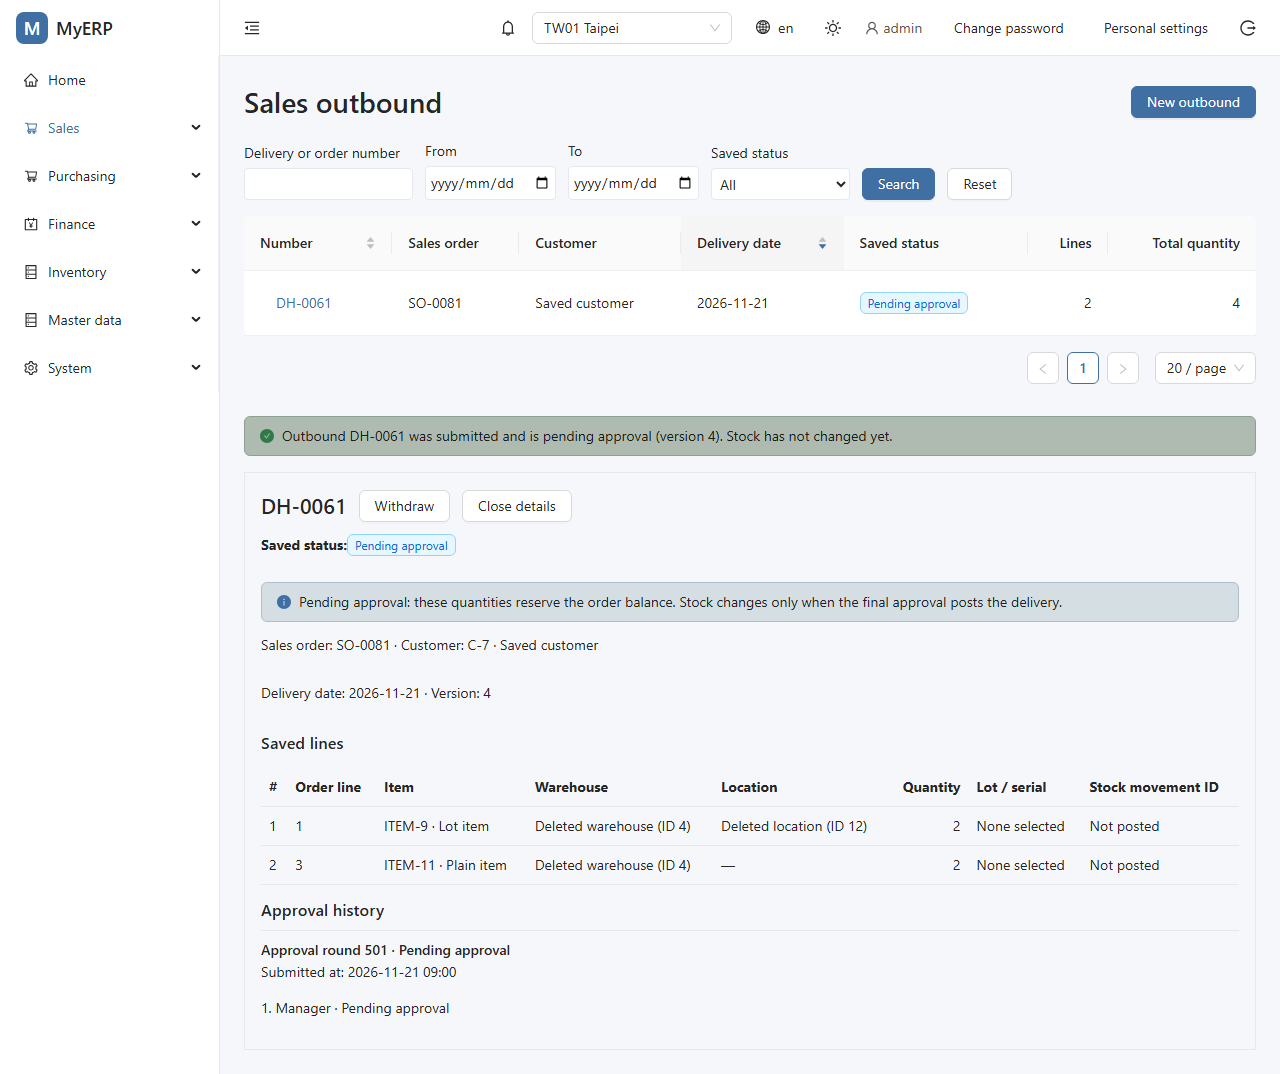 M MyERP
TW01 Taipei
en
admin
Change password
Personal settings
Home
Sales
Purchasing
Finance
Inventory
Master data
System
Sales outbound
New outbound
Delivery or order number
From
To
Saved status
yyyy/mm/dd
yyyy/mm/dd
All
Search
Reset
Number Sales order Customer Delivery date Saved status Lines Total quantity
DH-0061 SO-0081 Saved customer 2026-11-21 Pending approval 2 4
< 1 > 20 / page
Outbound DH-0061 was submitted and is pending approval (version 4). Stock has not changed yet.
DH-0061 Withdraw Close details
Saved status: Pending approval
Pending approval: these quantities reserve the order balance. Stock changes only when the final approval posts the delivery.
Sales order: SO-0081 · Customer: C-7 · Saved customer
Delivery date: 2026-11-21 · Version: 4
Saved lines
# Order line Item Warehouse Location Quantity Lot / serial Stock movement ID
1 1 ITEM-9 · Lot item Deleted warehouse (ID 4) Deleted location (ID 12) 2 None selected Not posted
2 3 ITEM-11 · Plain item Deleted warehouse (ID 4) — 2 None selected Not posted
Approval history
Approval round 501 · Pending approval
Submitted at: 2026-11-21 09:00
1. Manager · Pending approval